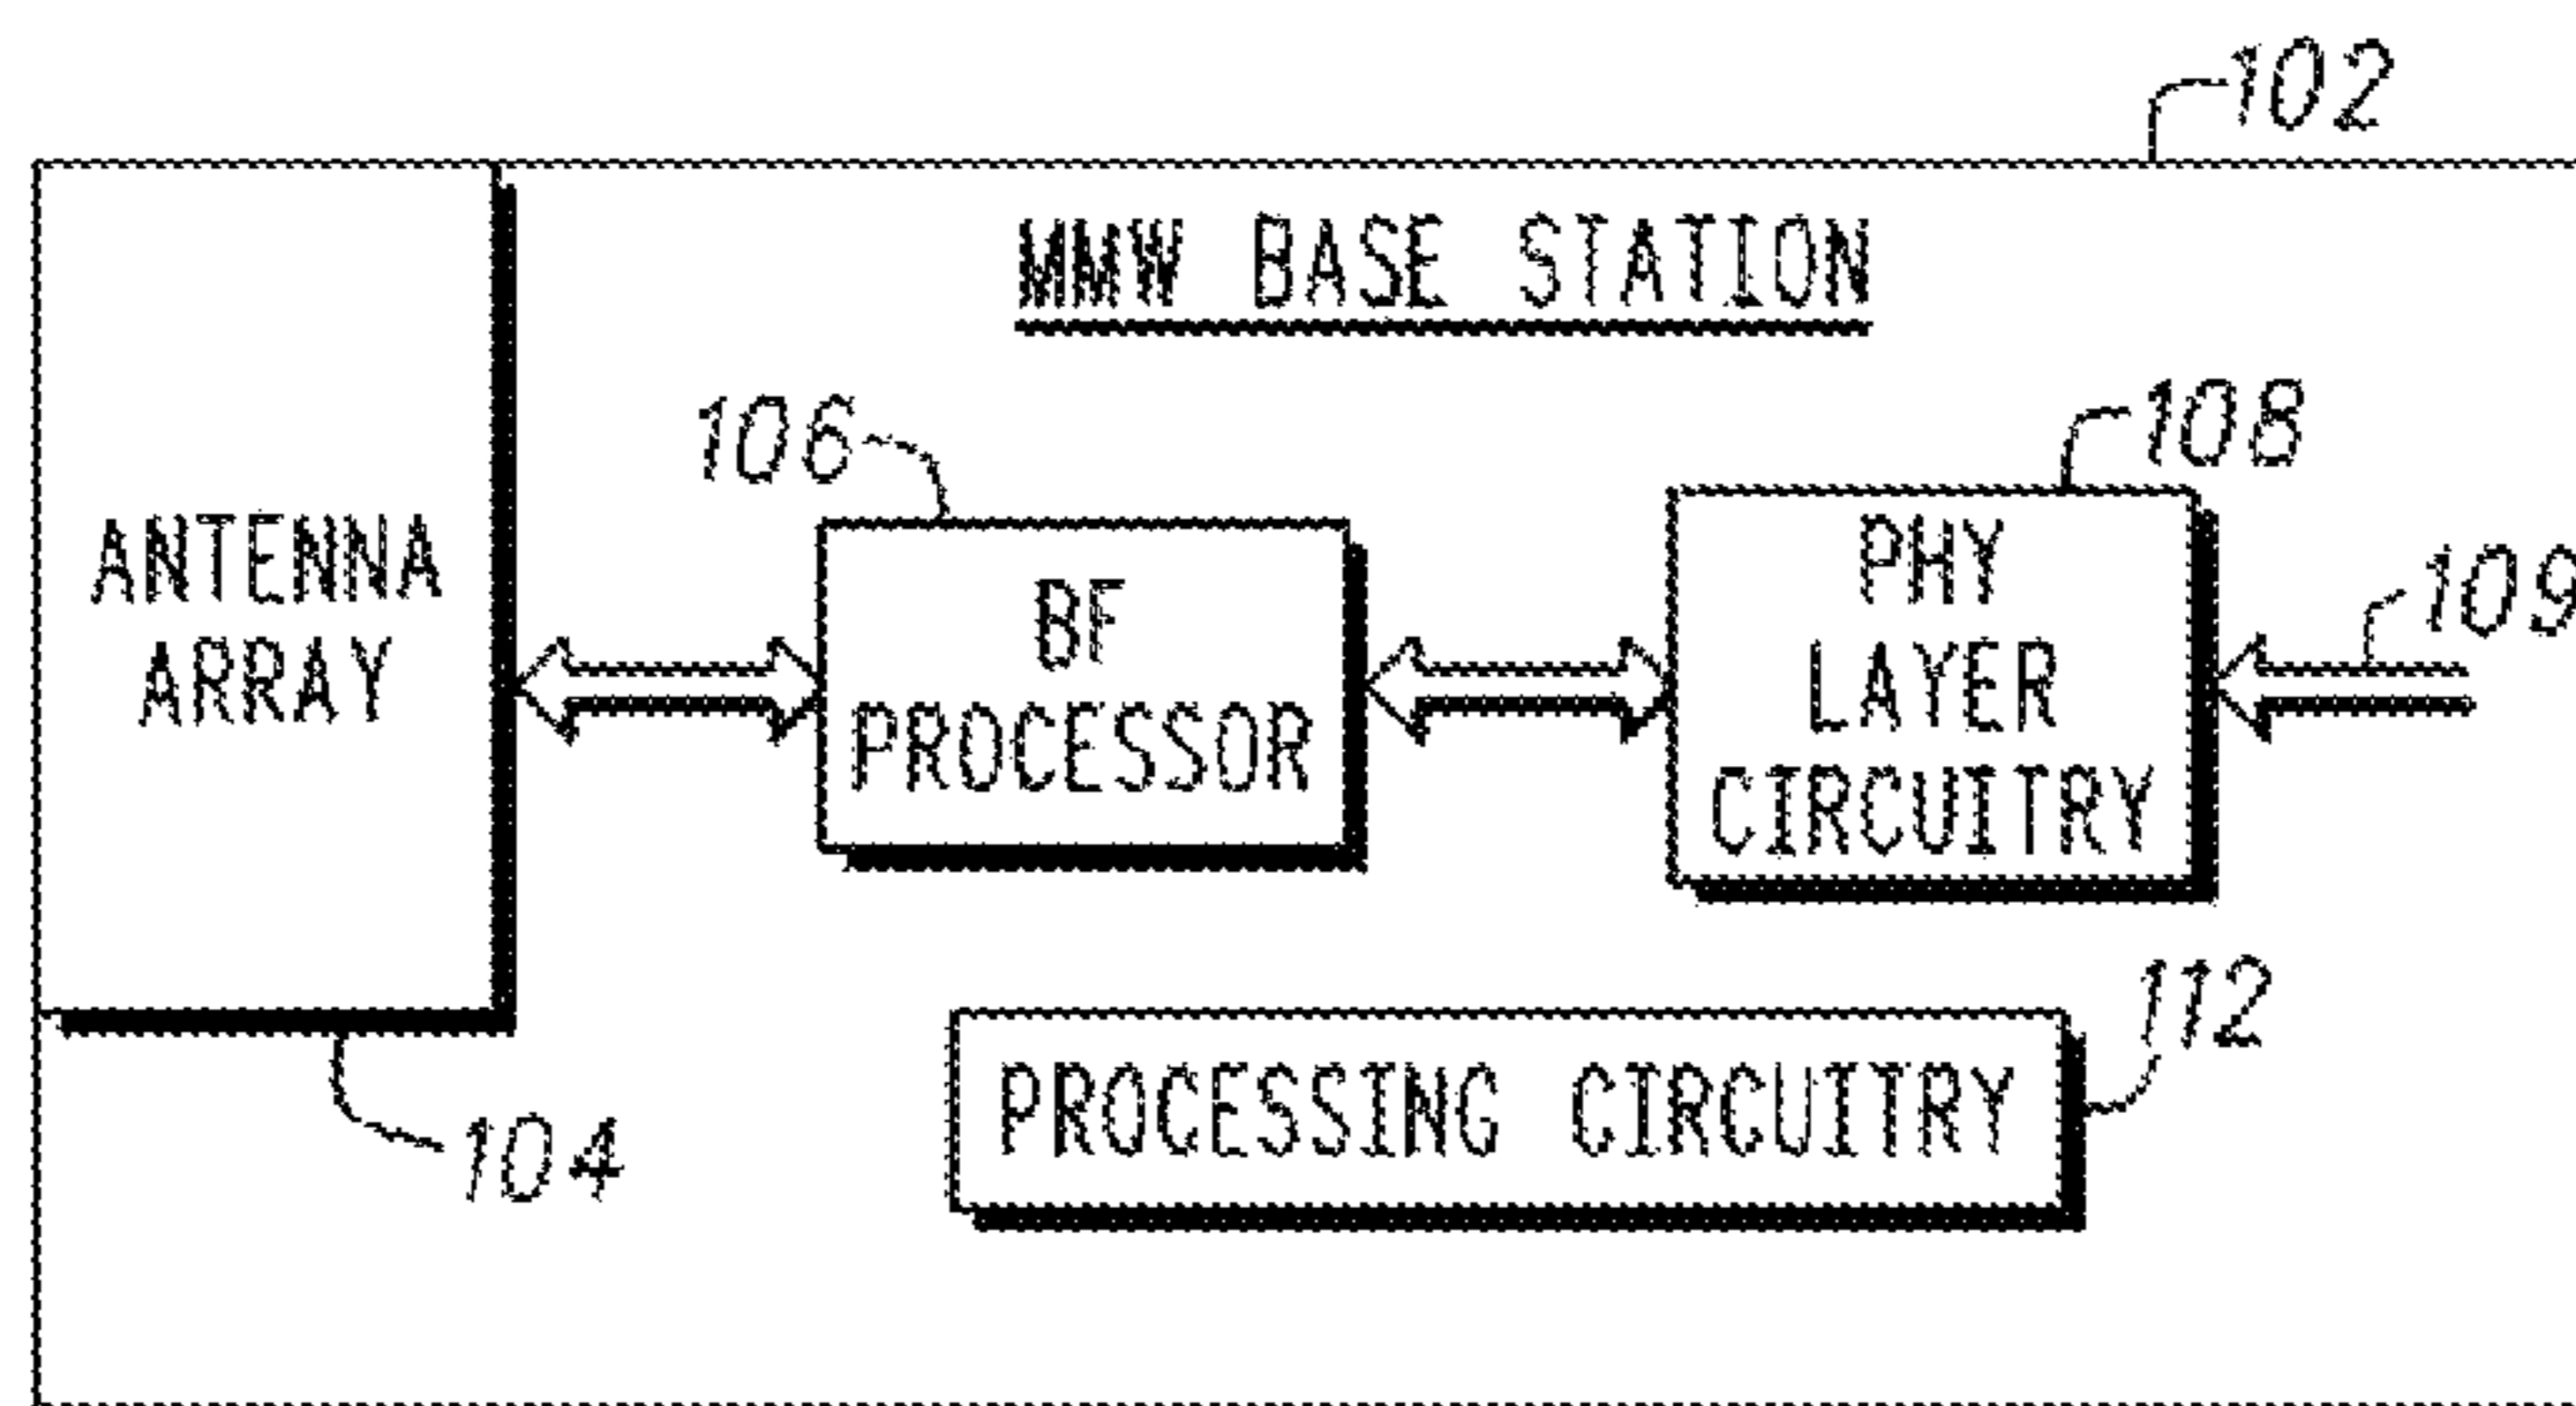 102
MMW BASE STATION
106
108
ANTENNA
ARRAY
BF
PROCESSOR
PHY
LAYER
CIRCUITRY
109
112
PROCESSING CIRCUITRY
104